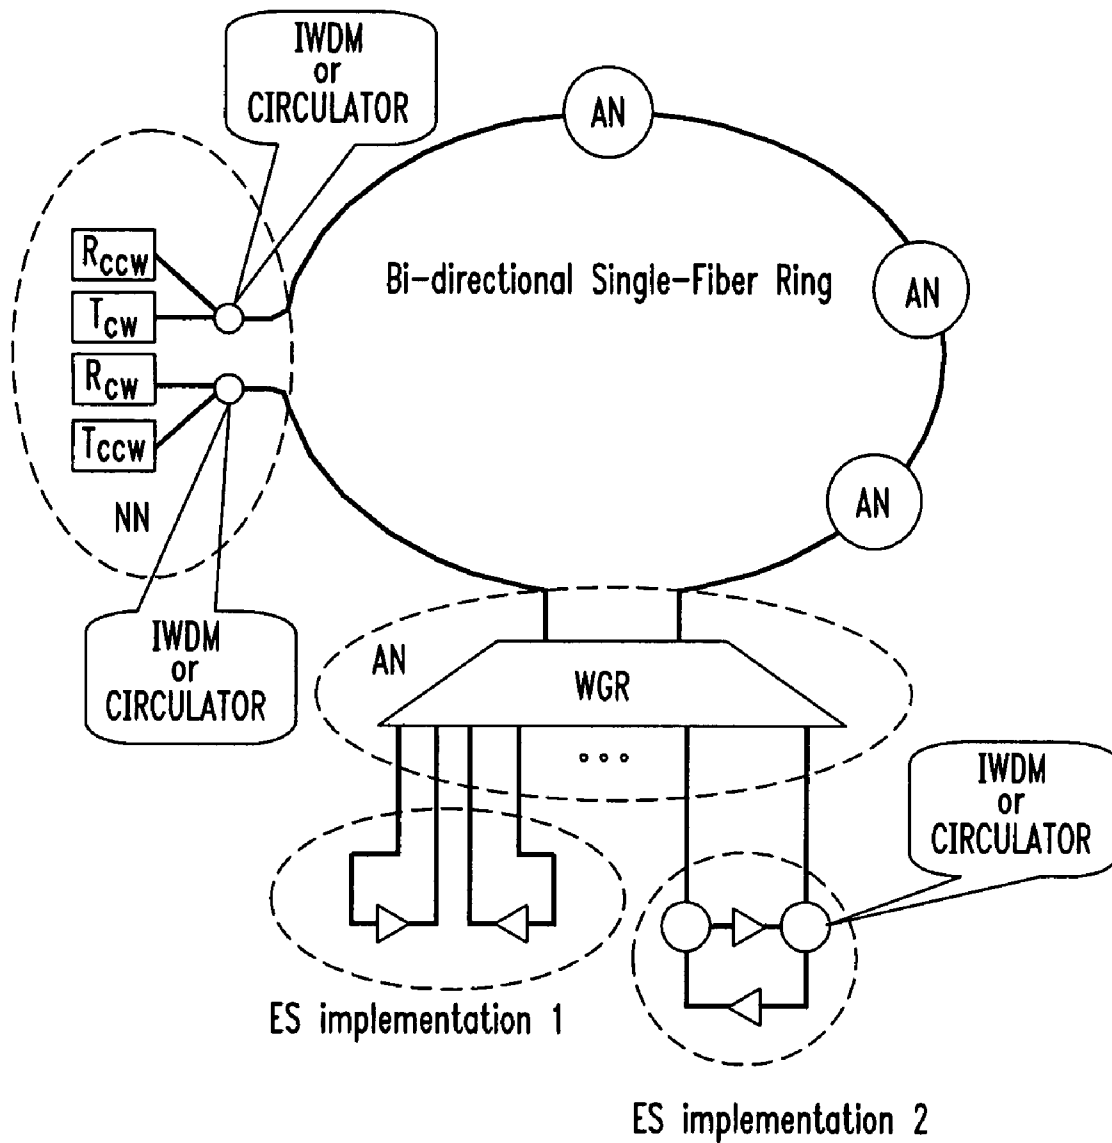 IWDM
or
CIRCULATOR
AN
RCCW
TCW
RCW
TCCW
NN
Bi-directional Single-Fiber Ring
AN
AN
IWDM
or
CIRCULATOR
AN
WGR
IWDM
or
CIRCULATOR
ES implementation 1
ES implementation 2